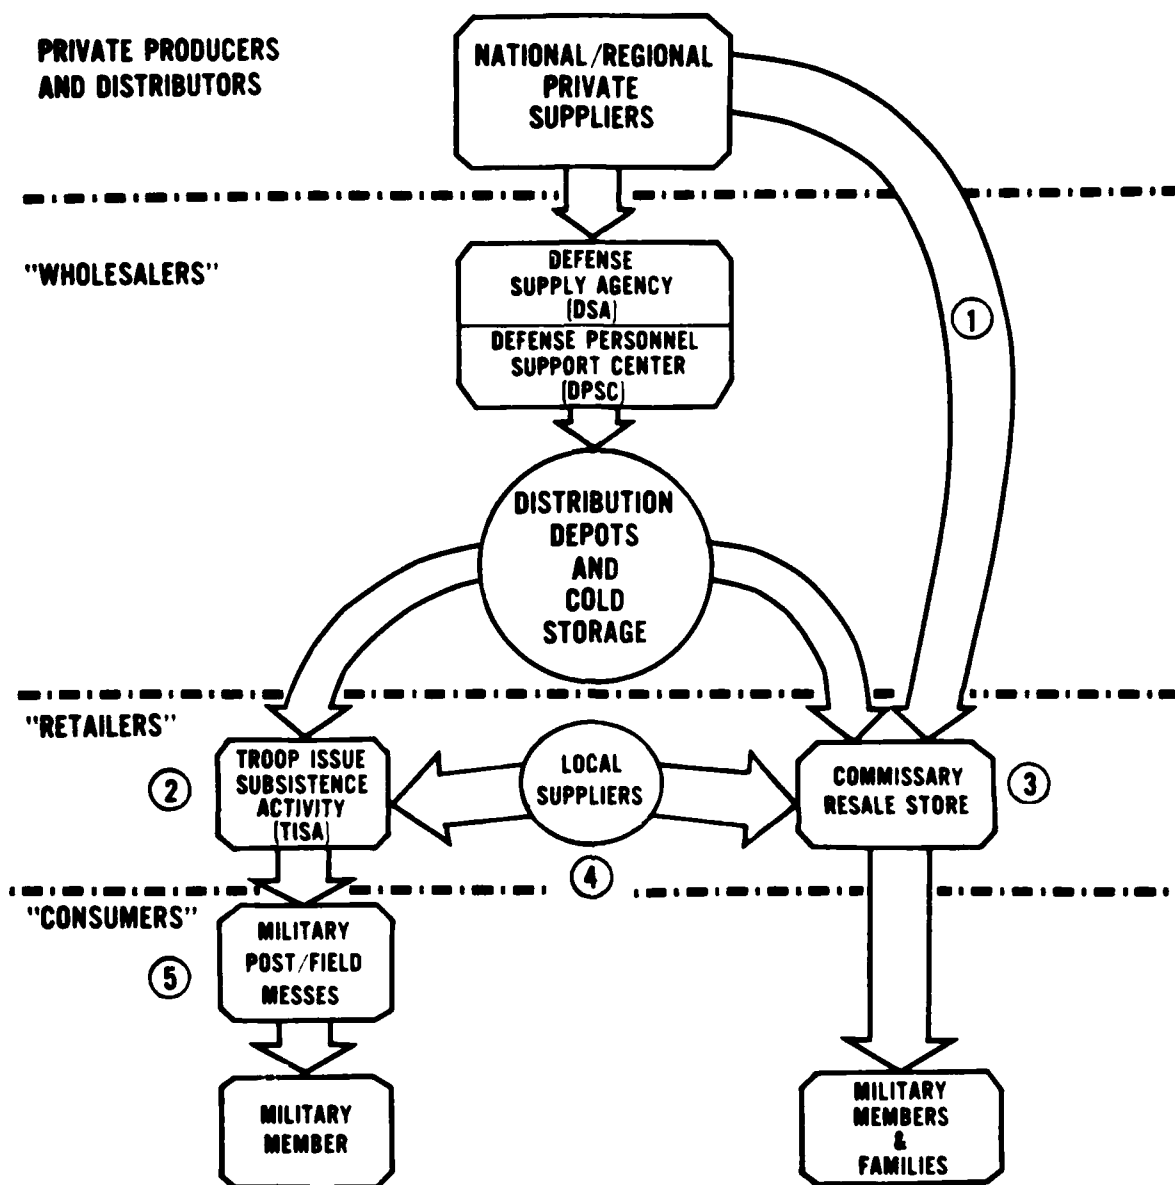 PRIVATE PRODUCERS
AND DISTRIBUTORS
NATIONAL/REGIONAL
PRIVATE
SUPPLIERS
"WHOLESALERS"
DEFENSE
SUPPLY AGENCY
(DSA)
DEFENSE PERSONNEL
SUPPORT CENTER
(DPSC)
1
DISTRIBUTION
DEPOTS
AND
COLD
STORAGE
"RETAILERS"
2
TROOP ISSUE
SUBSISTENCE
ACTIVITY
(TISA)
LOCAL
SUPPLIERS
COMMISSARY
RESALE STORE
3
4
"CONSUMERS"
5
MILITARY
POST/FIELD
MESSES
MILITARY
MEMBER
MILITARY
MEMBERS
&
FAMILIES